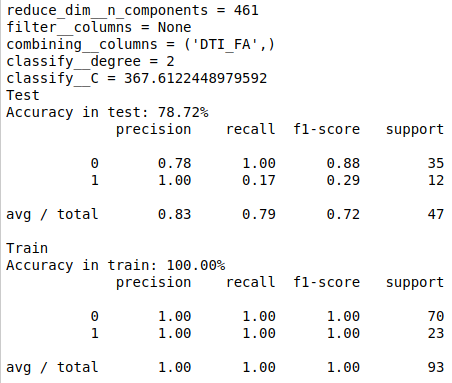 reduce_dim__n_components = 461
filter__columns = None
combining__columns = ('DTI_FA',)
classify__degree = 2
classify__C = 367.6122448979592
Test
Accuracy in test: 78.72%
precision recall f1-score support
0 0.78 1.00 0.88 35
1 1.00 0.17 0.29 12
avg / total 0.83 0.79 0.72 47
Train
Accuracy in train: 100.00%
precision recall f1-score support
0 1.00 1.00 1.00 70
1 1.00 1.00 1.00 23
avg / total 1.00 1.00 1.00 93